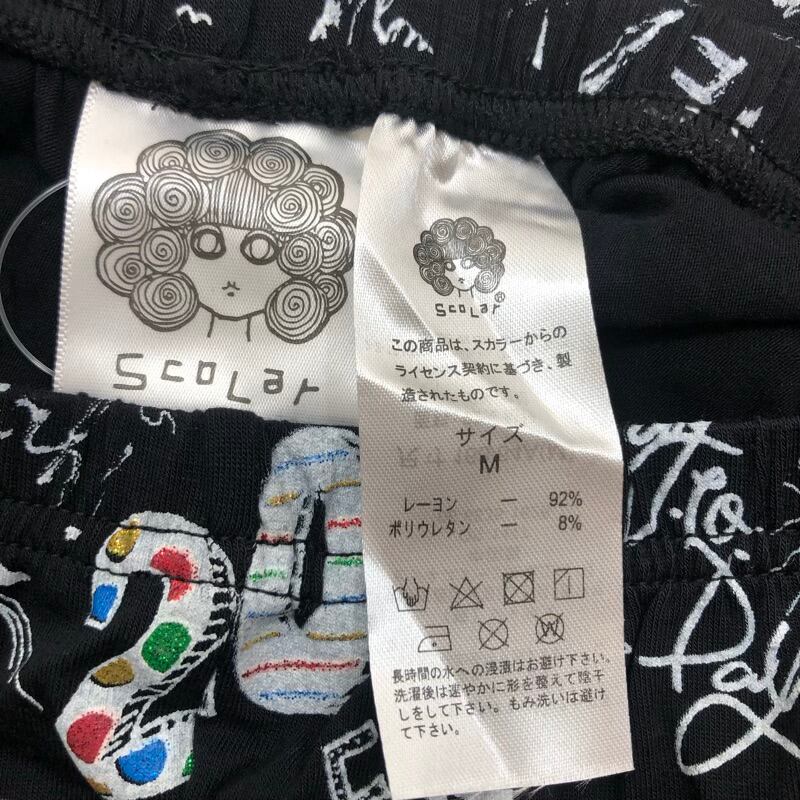 ScoLar
ScoLar®
この商品は、スカラーからの
ライセンス契約に基づき、製
造されたものです。
サイズ
M
レーヨン — 92%
ポリウレタン — 8%
長時間の水への浸漬はお避け下さい。
洗濯後は速やかに形を整えて陰干
しをして下さい。もみ洗いは避け
て下さい。